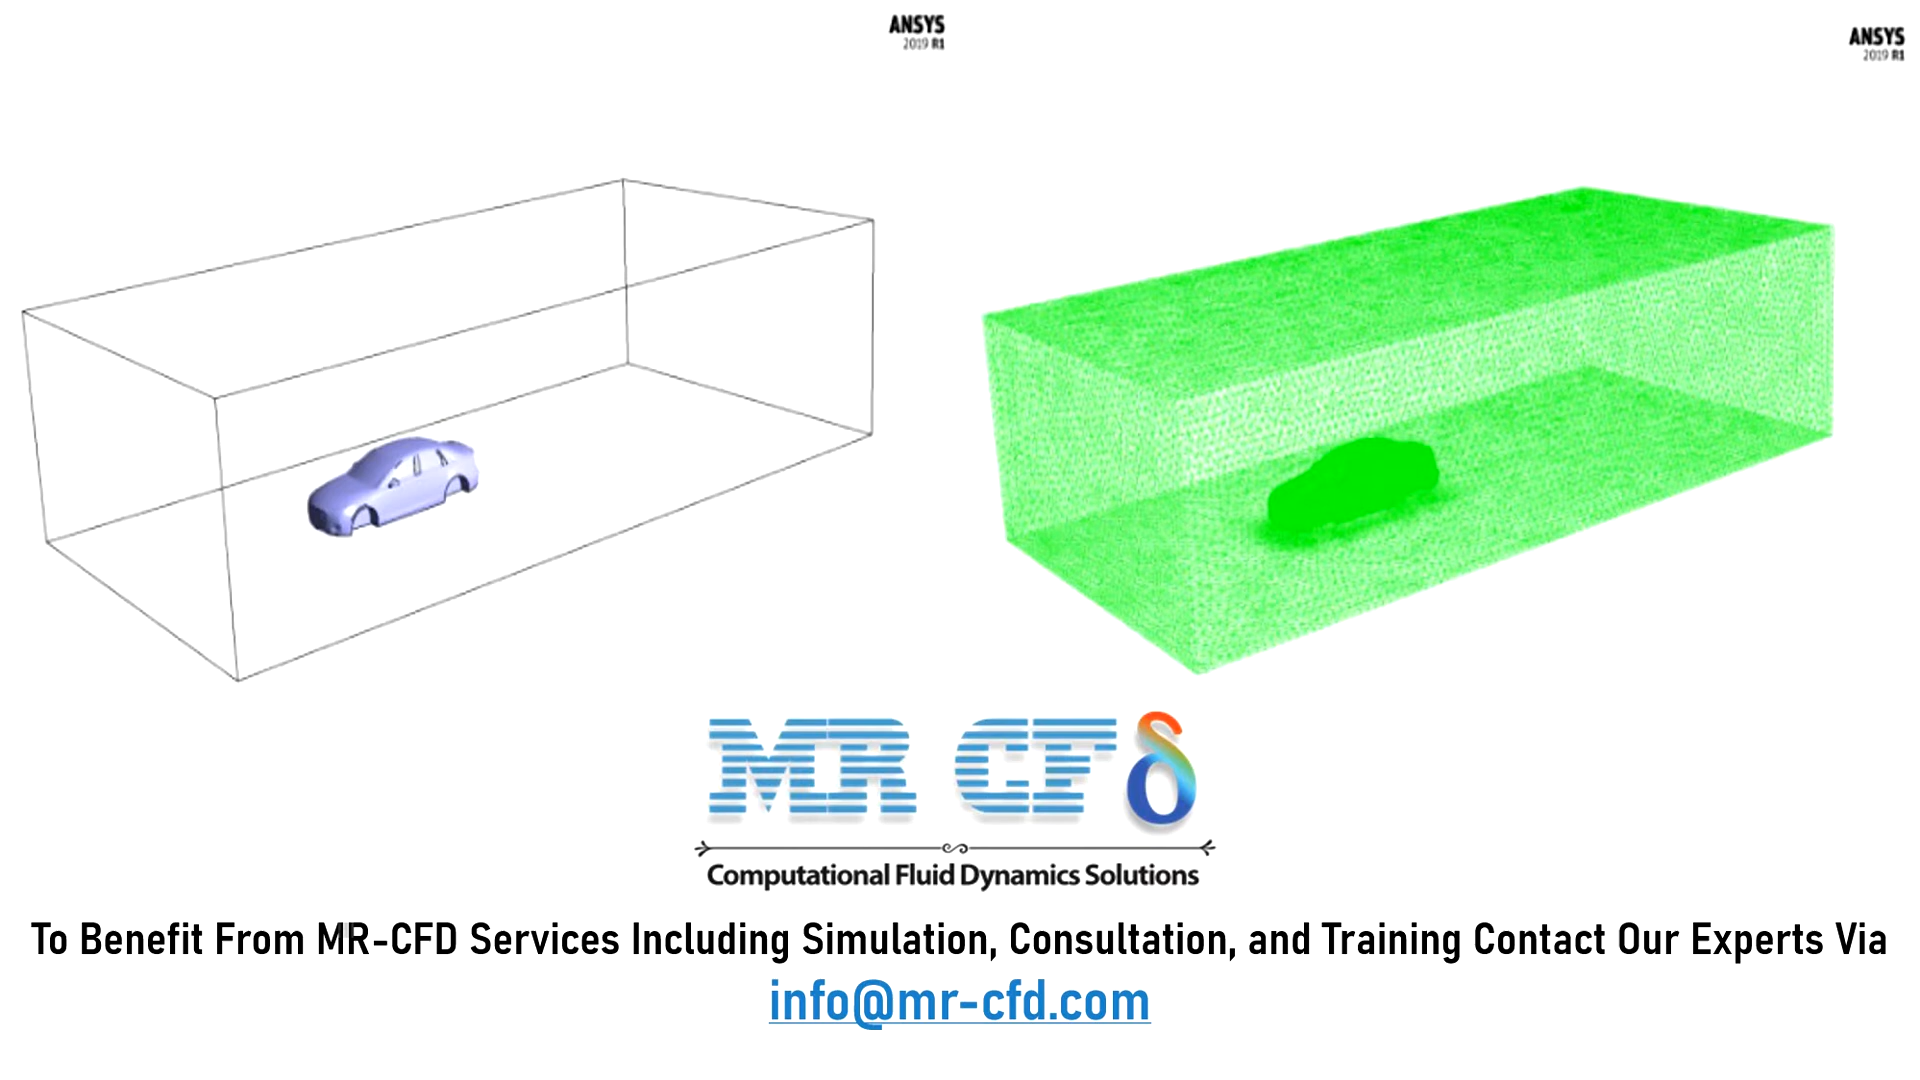 ANSYS
2019 R1
ANSYS
2019 R1
MR CFδ
Computational Fluid Dynamics Solutions
To Benefit From MR-CFD Services Including Simulation, Consultation, and Training Contact Our Experts Via
info@mr-cfd.com